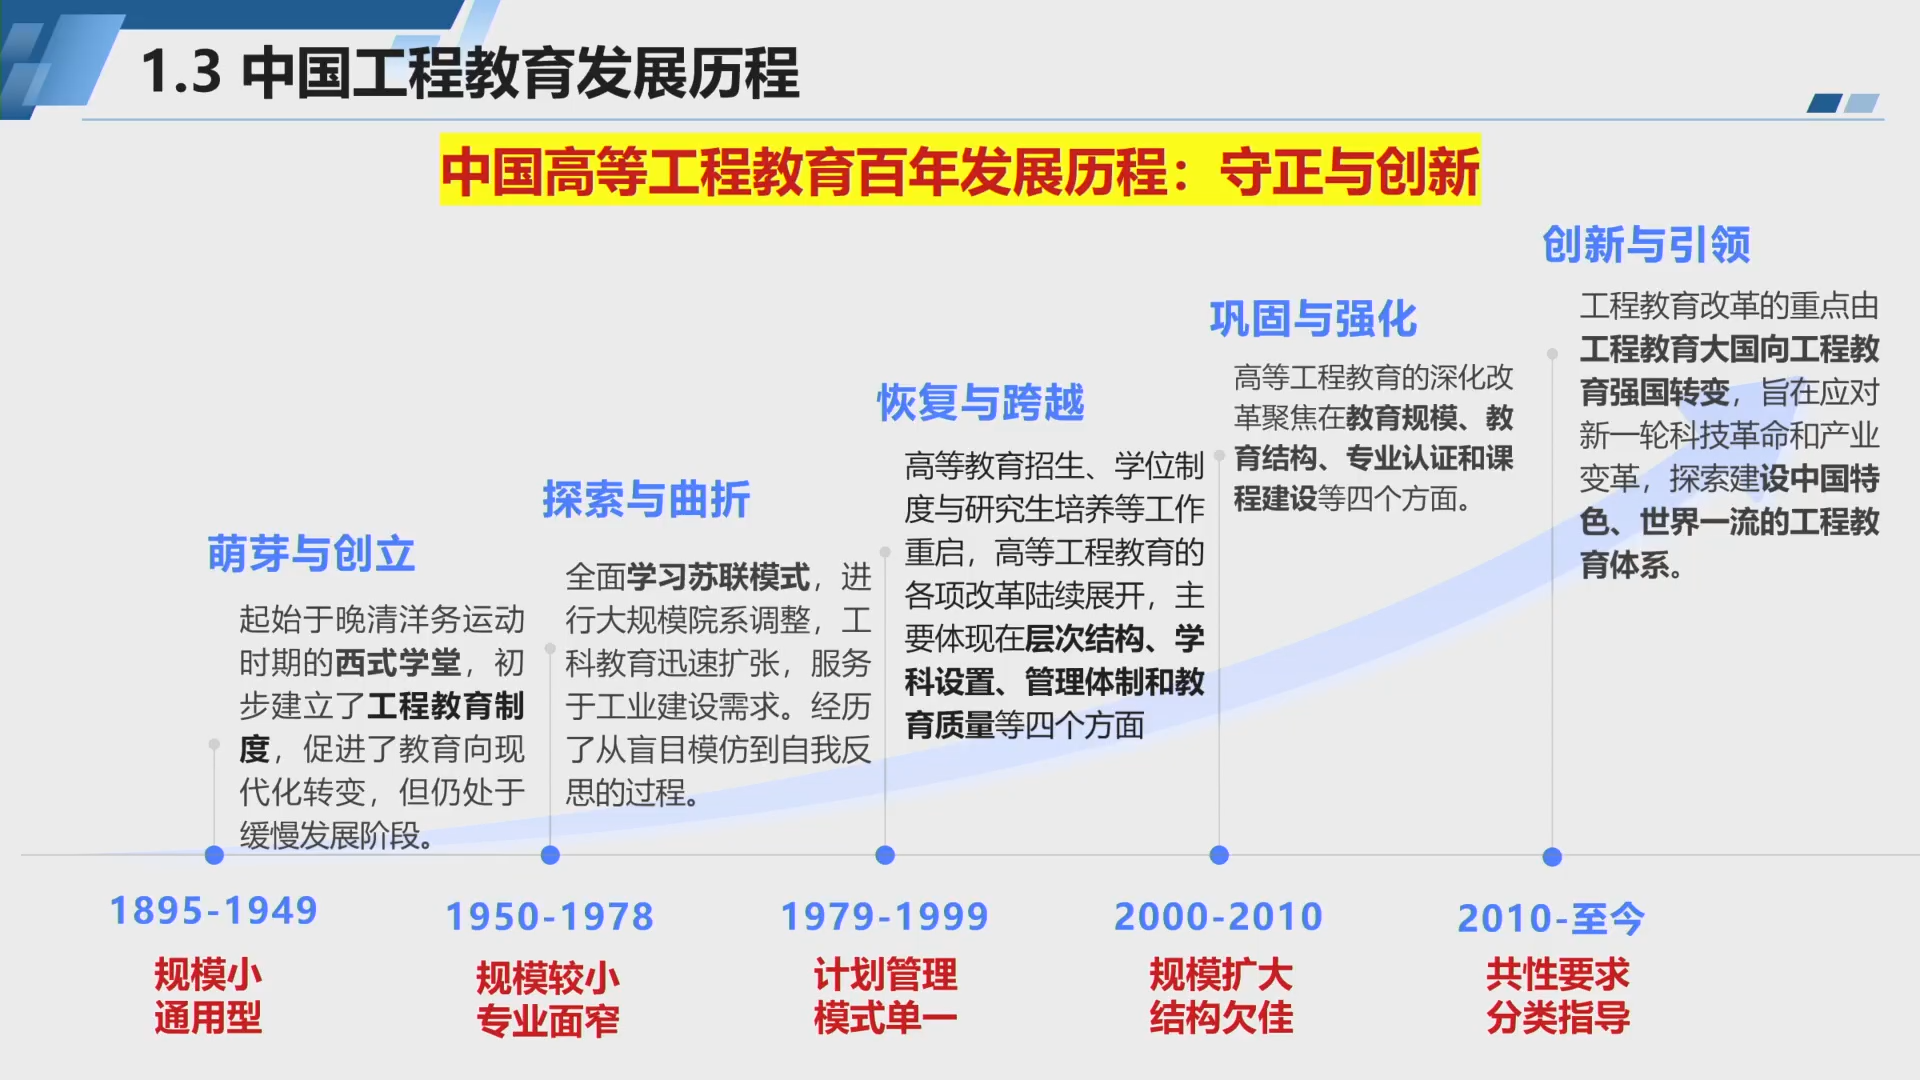 1.3 中国工程教育发展历程
中国高等工程教育百年发展历程：守正与创新
萌芽与创立
起始于晚清洋务运动
时期的西式学堂，初
步建立了工程教育制
度，促进了教育向现
代化转变，但仍处于
缓慢发展阶段。
1895-1949
规模小
通用型
探索与曲折
全面学习苏联模式，进
行大规模院系调整，工
科教育迅速扩张，服务
于工业建设需求。经历
了从盲目模仿到自我反
思的过程。
1950-1978
规模较小
专业面窄
恢复与跨越
高等教育招生、学位制
度与研究生培养等工作
重启，高等工程教育的
各项改革陆续展开，主
要体现在层次结构、学
科设置、管理体制和教
育质量等四个方面
1979-1999
计划管理
模式单一
巩固与强化
高等工程教育的深化改
革聚焦在教育规模、教
育结构、专业认证和课
程建设等四个方面。
2000-2010
规模扩大
结构欠佳
创新与引领
工程教育改革的重点由
工程教育大国向工程教
育强国转变，旨在应对
新一轮科技革命和产业
变革，探索建设中国特
色、世界一流的工程教
育体系。
2010-至今
共性要求
分类指导